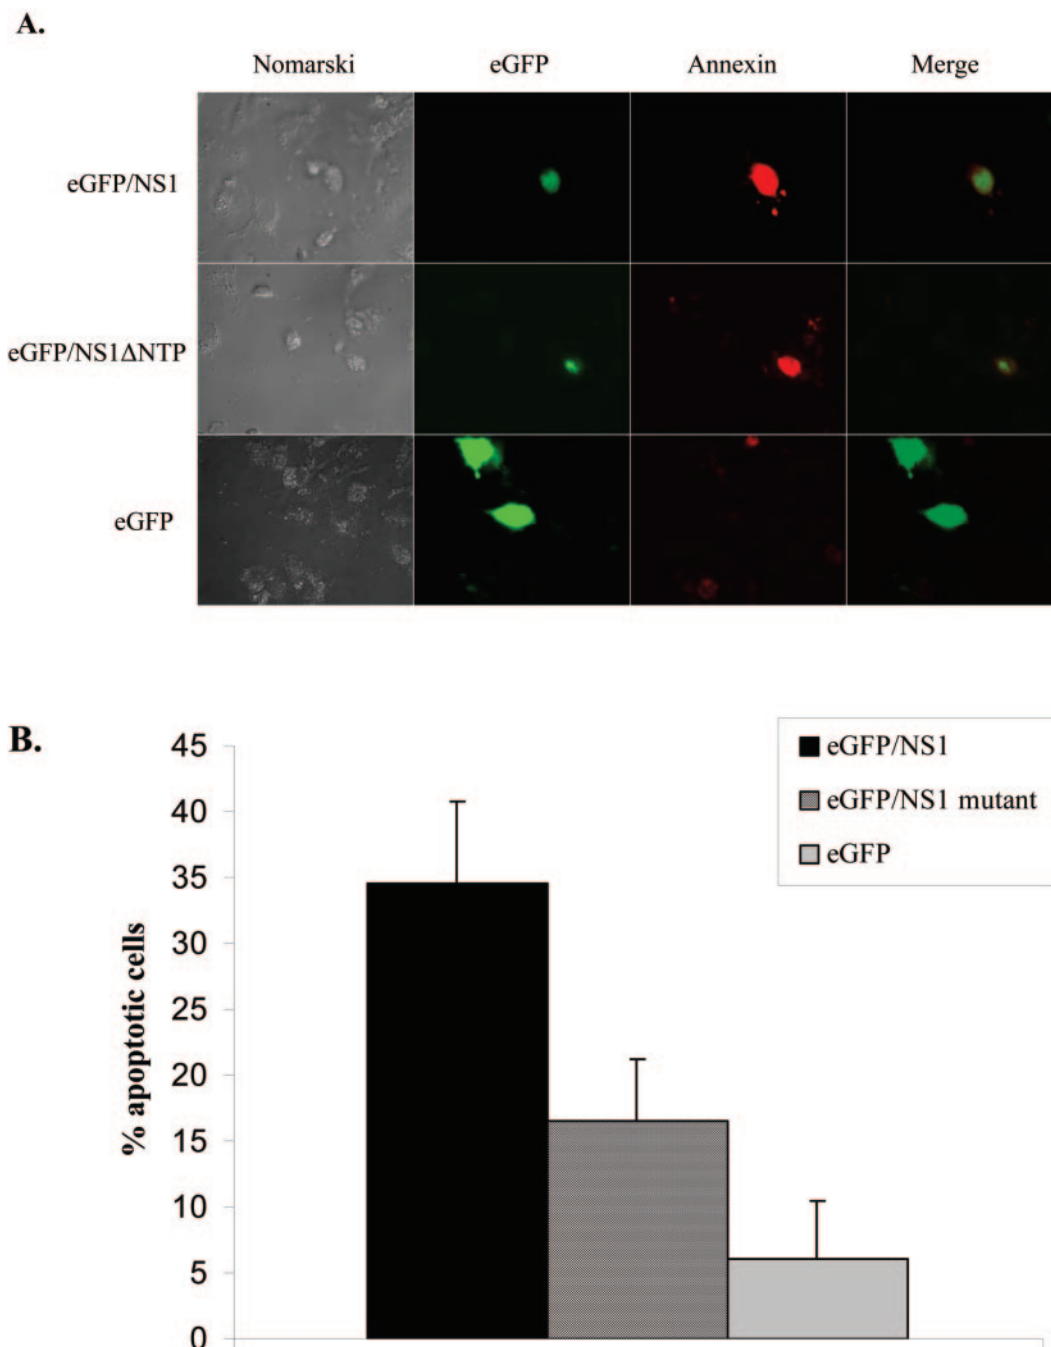 A.
Nomarski eGFP Annexin Merge
eGFP/NS1
eGFP/NS1ΔNTP
eGFP
B.
eGFP/NS1
eGFP/NS1 mutant
eGFP
% apoptotic cells
45
40
35
30
25
20
15
10
5
0